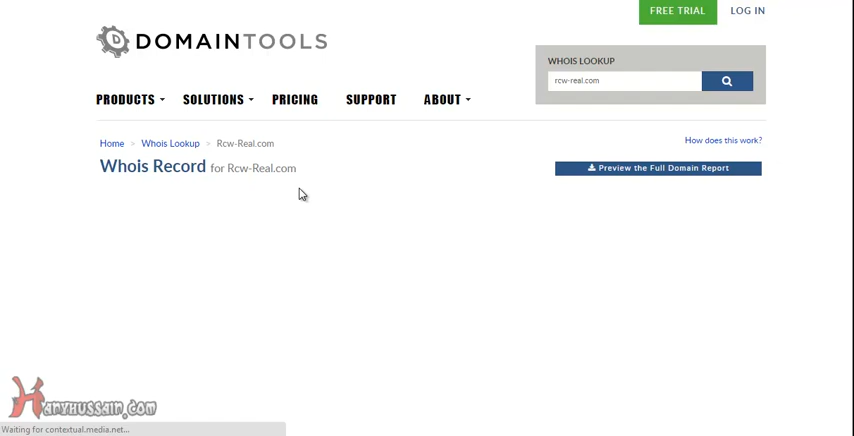 FREE TRIAL
LOG IN
DOMAINTOOLS
WHOIS LOOKUP
rcw-real.com
PRODUCTS
SOLUTIONS
PRICING
SUPPORT
ABOUT
Home > Whois Lookup > Rcw-Real.com
How does this work?
Whois Record for Rcw-Real.com
Preview the Full Domain Report
Hanyhussain.com
Waiting for contextual.media.net...